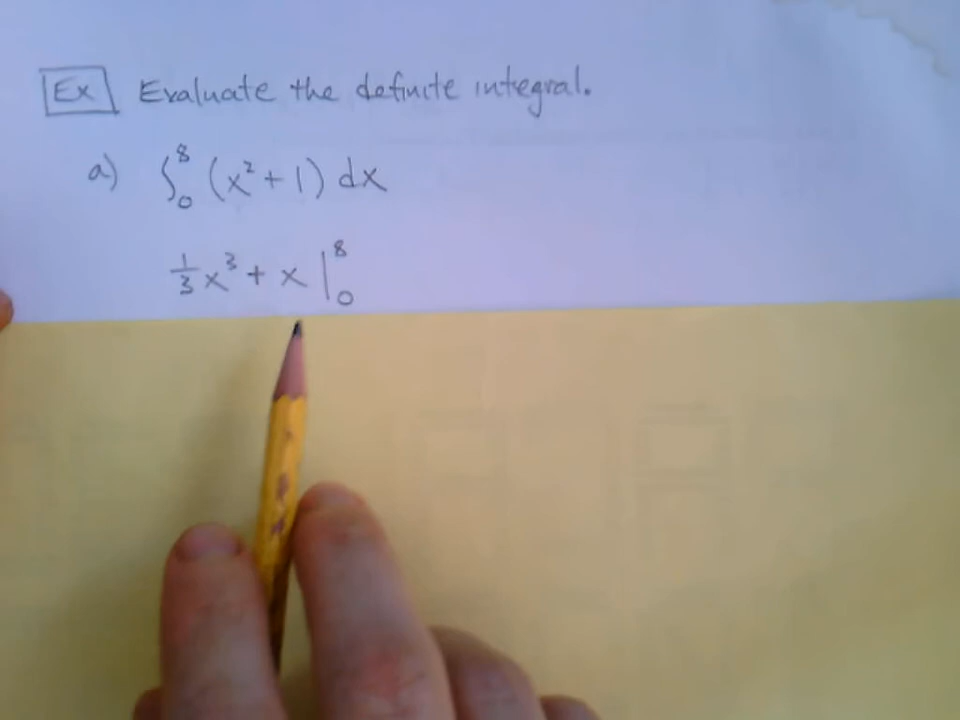 Ex Evaluate the definite integral.
a) ∫₀⁸ (x² + 1) dx
⅓x³ + x |₀⁸